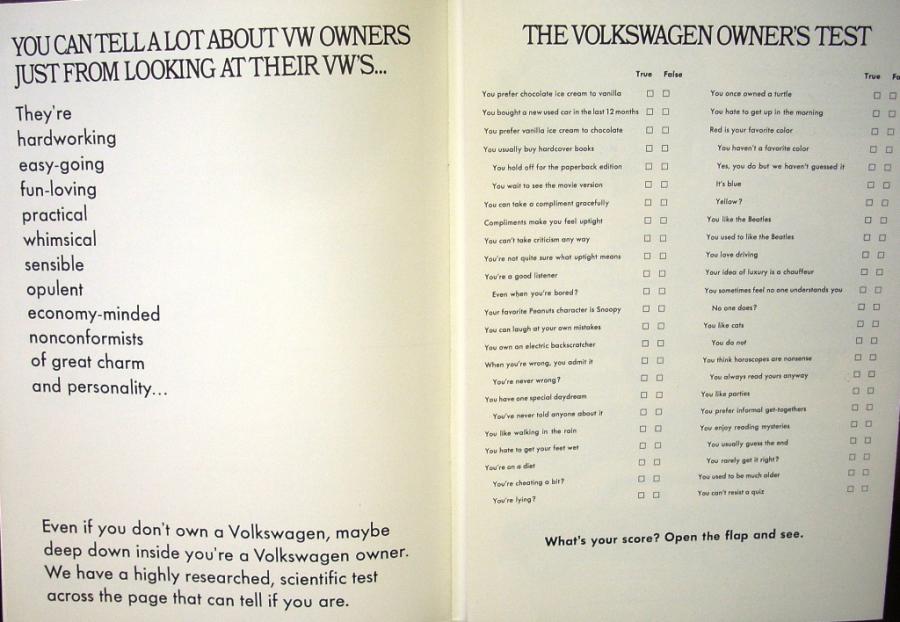 YOU CAN TELL A LOT ABOUT VW OWNERS
JUST FROM LOOKING AT THEIR VW'S...
They're
hardworking
easy-going
fun-loving
practical
whimsical
sensible
opulent
economy-minded
nonconformists
of great charm
and personality...
Even if you don't own a Volkswagen, maybe
deep down inside you're a Volkswagen owner.
We have a highly researched, scientific test
across the page that can tell if you are.
THE VOLKSWAGEN OWNER'S TEST
True False
You prefer chocolate ice cream to vanilla
You bought a new used car in the last 12 months
You prefer vanilla ice cream to chocolate
You usually buy hardcover books
You hold off for the paperback edition
You wait to see the movie version
You can take a compliment gracefully
Compliments make you feel uptight
You can't take criticism any way
You're not quite sure what uptight means
You're a good listener
Even when you're bored?
Your favorite Peanuts character is Snoopy
You can laugh at your own mistakes
You own an electric backscratcher
When you're wrong, you admit it
You're never wrong?
You have one special daydream
You've never told anyone about it
You like walking in the rain
You hate to get your feet wet
You're on a diet
You're cheating a bit?
You're lying?
True Fa
You once owned a turtle
You hate to get up in the morning
Red is your favorite color
You haven't a favorite color
Yes, you do but we haven't guessed it
It's blue
Yellow?
You like the Beatles
You used to like the Beatles
You love driving
Your idea of luxury is a chauffeur
You sometimes feel no one understands you
No one does?
You like cats
You do not
You think horoscopes are nonsense
You always read yours anyway
You like parties
You prefer informal get-togethers
You enjoy reading mysteries
You usually guess the end
You rarely get it right?
You used to be much older
You can't resist a quiz
What's your score? Open the flap and see.